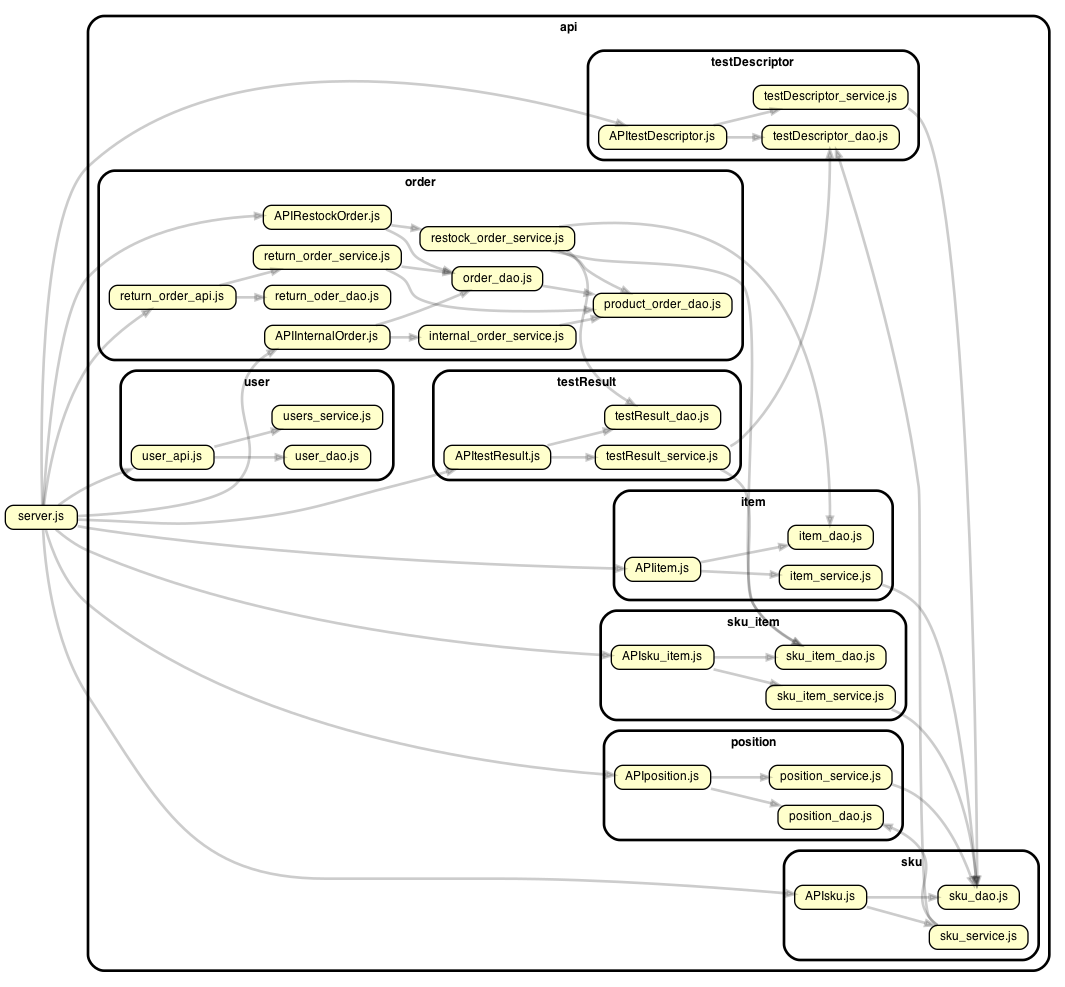 api
testDescriptor
testDescriptor_service.js
APItestDescriptor.js
testDescriptor_dao.js
order
APIRestockOrder.js
restock_order_service.js
return_order_service.js
order_dao.js
return_order_api.js
return_oder_dao.js
product_order_dao.js
APIInternalOrder.js
internal_order_service.js
user
users_service.js
user_api.js
user_dao.js
testResult
testResult_dao.js
APItestResult.js
testResult_service.js
server.js
item
item_dao.js
APIitem.js
item_service.js
sku_item
APIsku_item.js
sku_item_dao.js
sku_item_service.js
position
APIposition.js
position_service.js
position_dao.js
sku
APIsku.js
sku_dao.js
sku_service.js